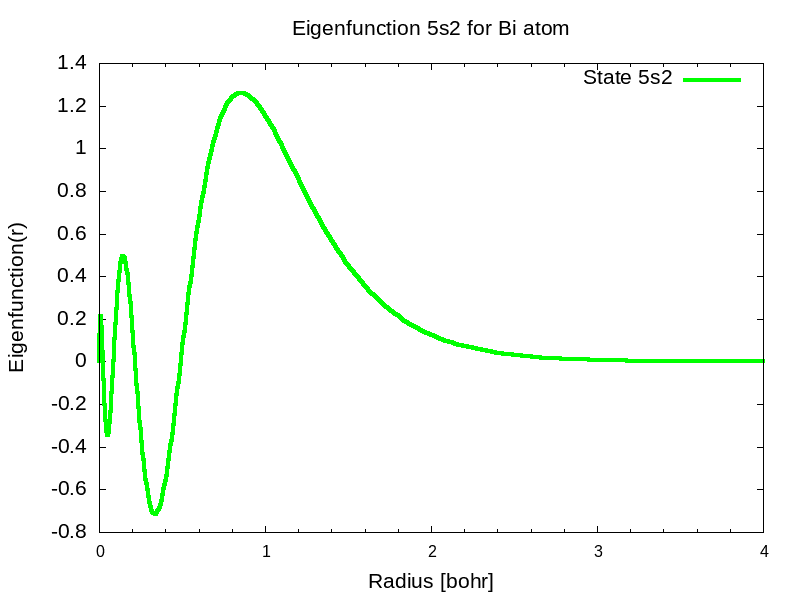 Eigenfunction 5s2 for Bi atom
State 5s2
1.4
1.2
1
0.8
0.6
0.4
0.2
0
-0.2
-0.4
-0.6
-0.8
Eigenfunction(r)
0 1 2 3 4
Radius [bohr]